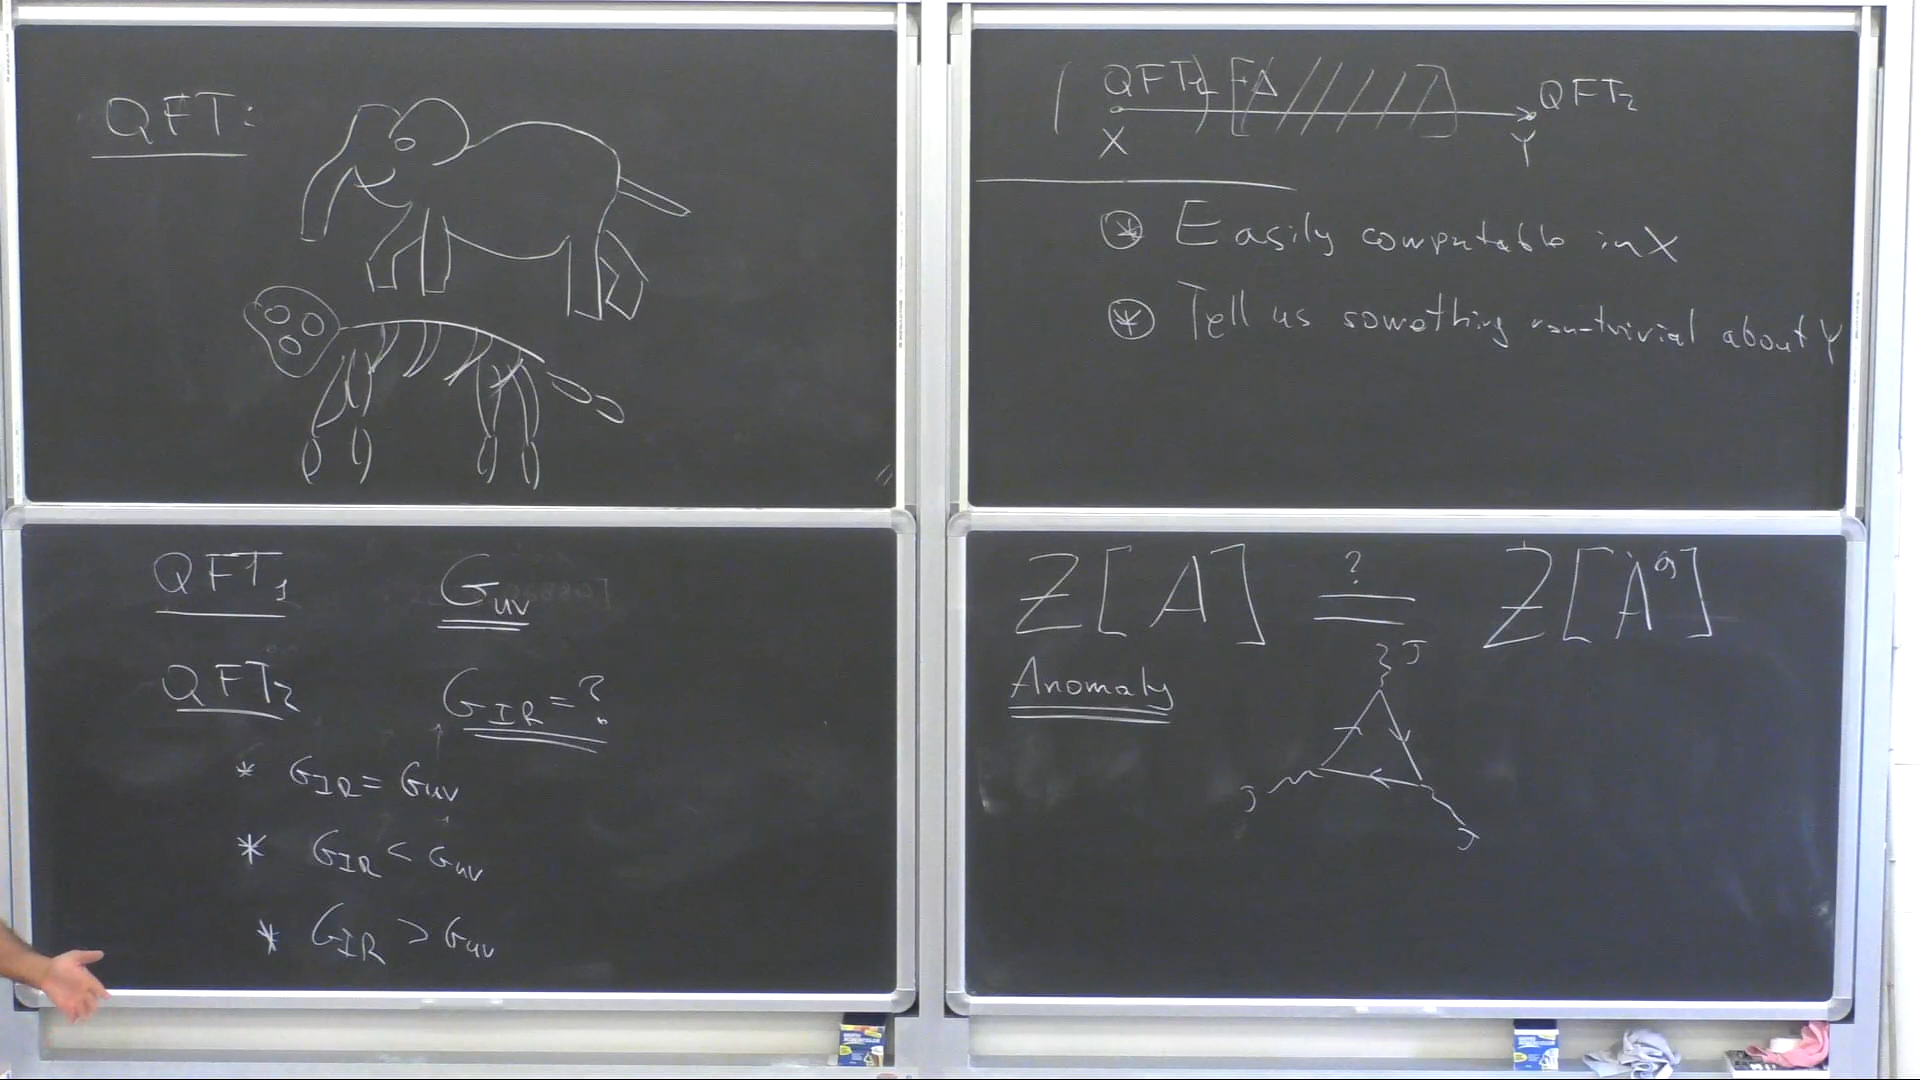 QFT:
QFT₁
G_UV
QFT₂
G_IR = ?
* G_IR = G_UV
* G_IR < G_UV
* G_IR > G_UV
QFT₁ QFT₂
X Y
⊛ Easily computable in X
⊛ Tell us something non-trivial about Y
Z[A] ?= Z[A^g]
Anomaly
J
J
J